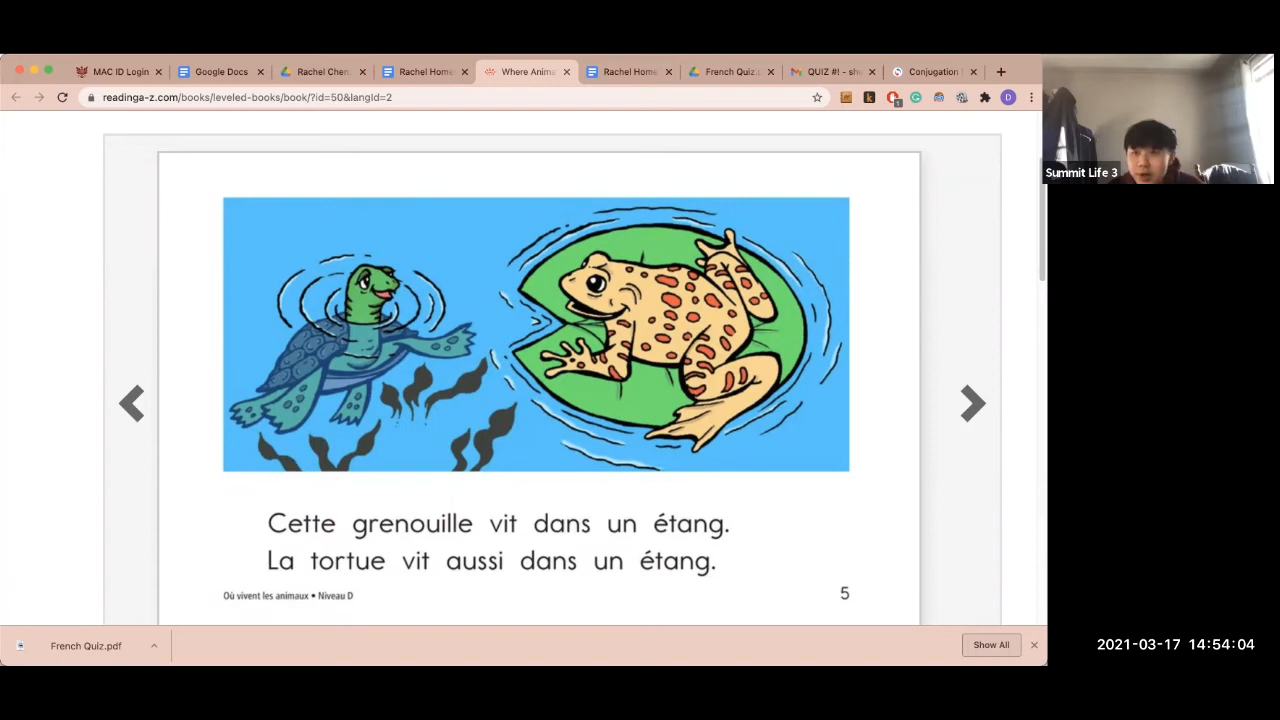 MAC ID Login
Google Docs
Rachel Chen
Rachel Home
Where Anima
Rachel Home
French Quiz.
QUIZ #! - sh
Conjugation
readinga-z.com/books/leveled-books/book/?id=50&langId=2
1
D
Summit Life 3
Cette grenouille vit dans un étang.
La tortue vit aussi dans un étang.
Où vivent les animaux • Niveau D
5
French Quiz.pdf
Show All
2021-03-17 14:54:04